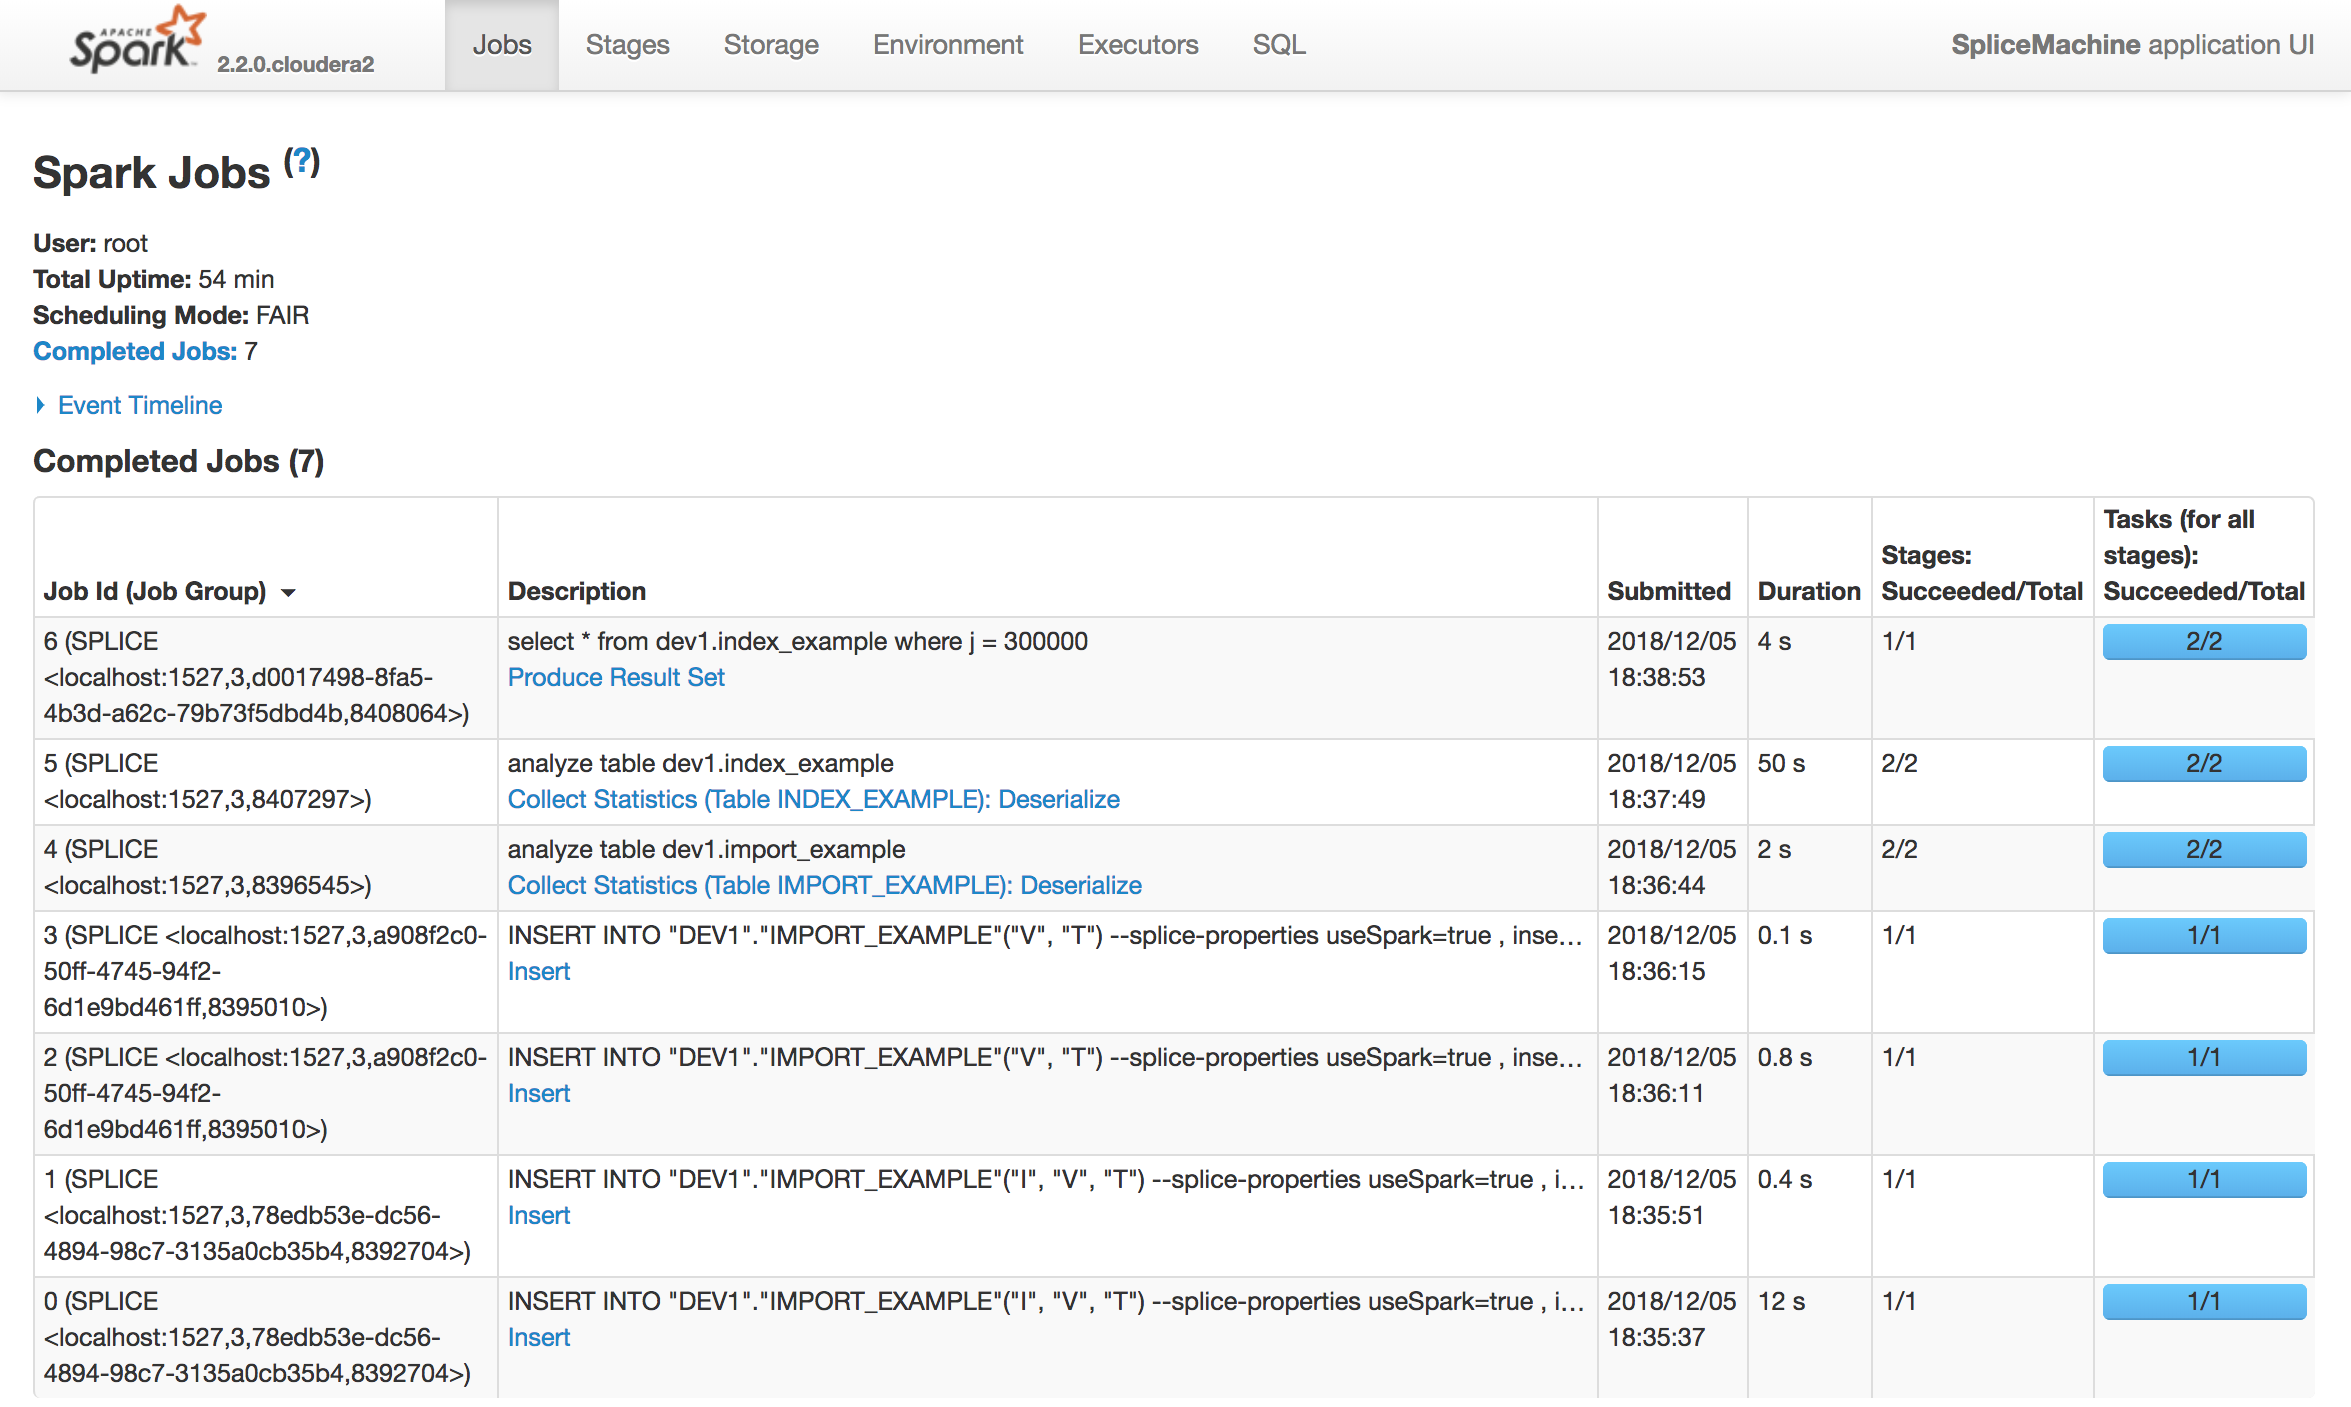 APACHE
Spark 2.2.0.cloudera2 Jobs Stages Storage Environment Executors SQL SpliceMachine application UI
Spark Jobs (?)
User: root
Total Uptime: 54 min
Scheduling Mode: FAIR
Completed Jobs: 7
Event Timeline
Completed Jobs (7)
Tasks (for all
Stages: stages):
Job Id (Job Group) Description Submitted Duration Succeeded/Total Succeeded/Total
6 (SPLICE select * from dev1.index_example where j = 300000 2018/12/05 4 s 1/1 2/2
<localhost:1527,3,d0017498-8fa5- Produce Result Set 18:38:53
4b3d-a62c-79b73f5dbd4b,8408064>)
5 (SPLICE analyze table dev1.index_example 2018/12/05 50 s 2/2 2/2
<localhost:1527,3,8407297>) Collect Statistics (Table INDEX_EXAMPLE): Deserialize 18:37:49
4 (SPLICE analyze table dev1.import_example 2018/12/05 2 s 2/2 2/2
<localhost:1527,3,8396545>) Collect Statistics (Table IMPORT_EXAMPLE): Deserialize 18:36:44
3 (SPLICE <localhost:1527,3,a908f2c0- INSERT INTO "DEV1"."IMPORT_EXAMPLE"("V", "T") --splice-properties useSpark=true , inse... 2018/12/05 0.1 s 1/1 1/1
50ff-4745-94f2- Insert 18:36:15
6d1e9bd461ff,8395010>)
2 (SPLICE <localhost:1527,3,a908f2c0- INSERT INTO "DEV1"."IMPORT_EXAMPLE"("V", "T") --splice-properties useSpark=true , inse... 2018/12/05 0.8 s 1/1 1/1
50ff-4745-94f2- Insert 18:36:11
6d1e9bd461ff,8395010>)
1 (SPLICE INSERT INTO "DEV1"."IMPORT_EXAMPLE"("I", "V", "T") --splice-properties useSpark=true , i... 2018/12/05 0.4 s 1/1 1/1
<localhost:1527,3,78edb53e-dc56- Insert 18:35:51
4894-98c7-3135a0cb35b4,8392704>)
0 (SPLICE INSERT INTO "DEV1"."IMPORT_EXAMPLE"("I", "V", "T") --splice-properties useSpark=true , i... 2018/12/05 12 s 1/1 1/1
<localhost:1527,3,78edb53e-dc56- Insert 18:35:37
4894-98c7-3135a0cb35b4,8392704>)